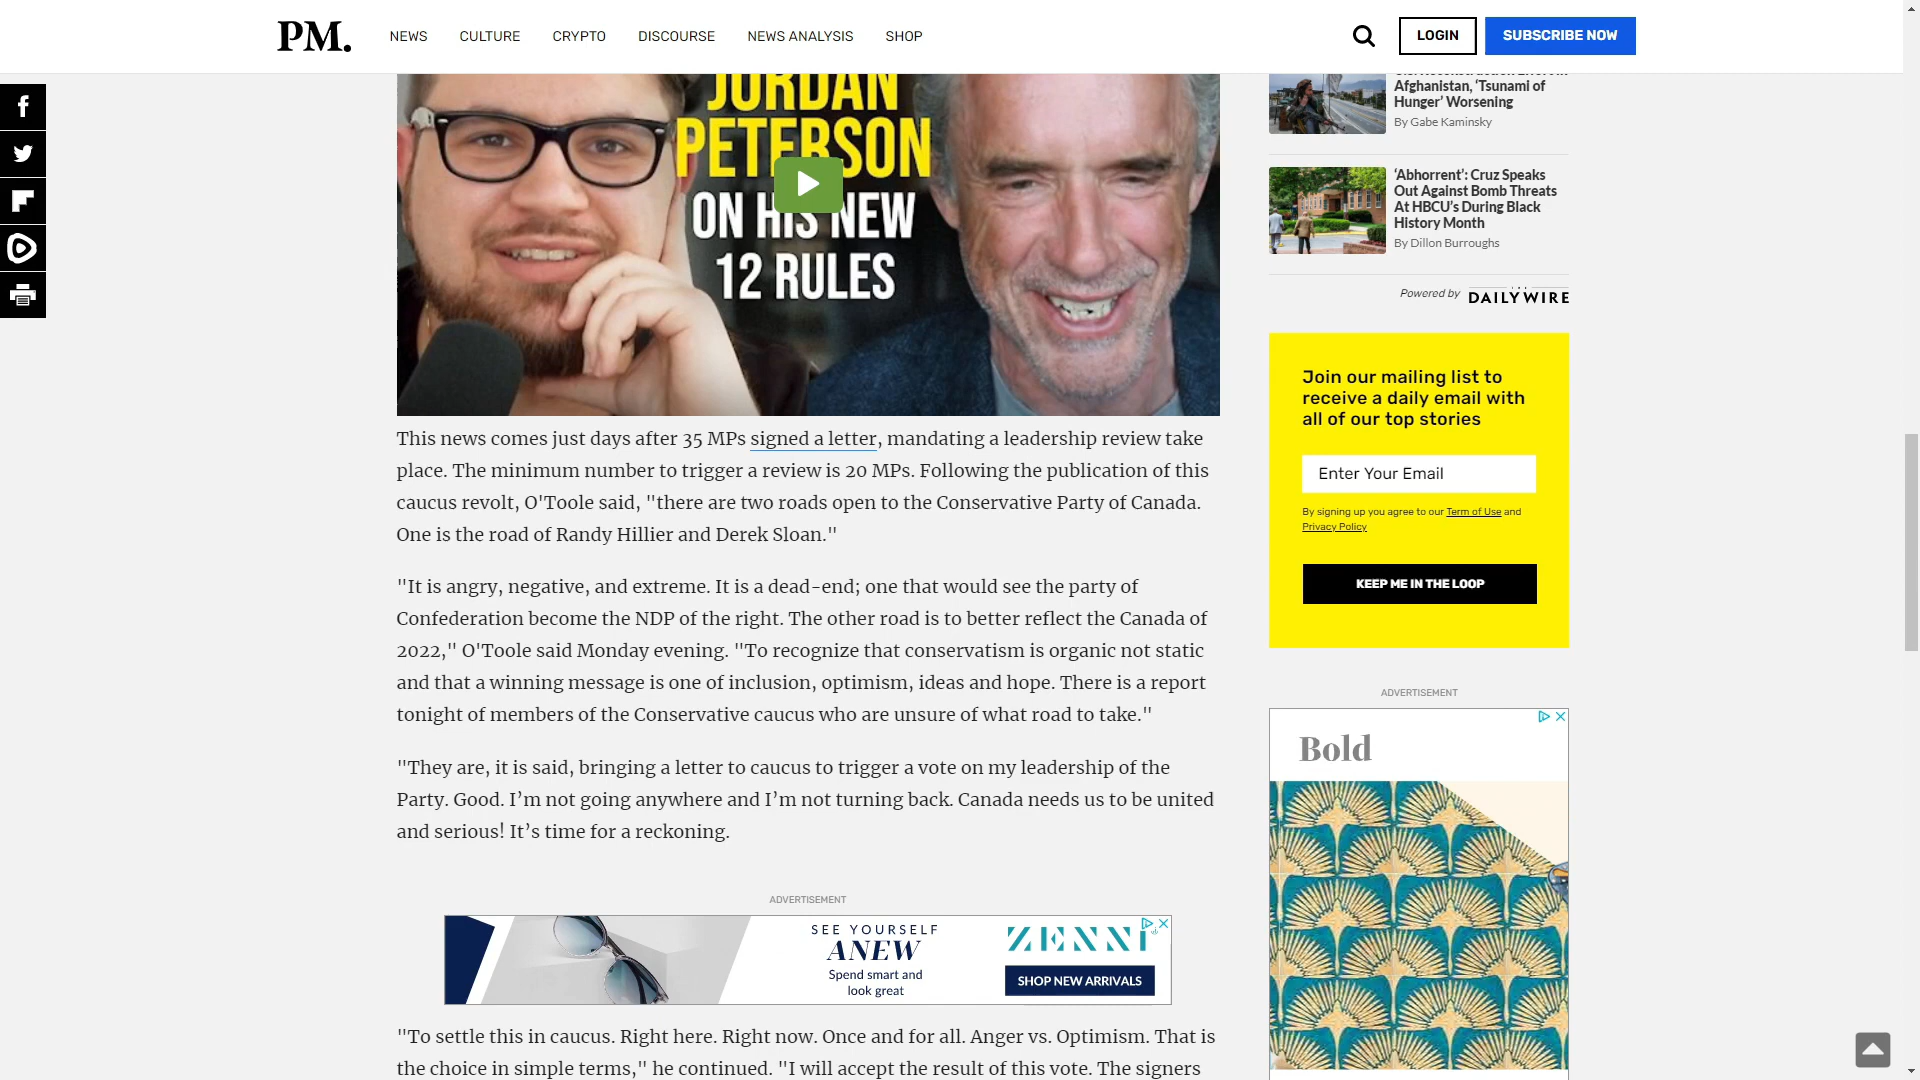 PM.
NEWS
CULTURE
CRYPTO
DISCOURSE
NEWS ANALYSIS
SHOP
LOGIN
SUBSCRIBE NOW
JORDAN
PETERSON
ON HIS NEW
12 RULES
This news comes just days after 35 MPs signed a letter, mandating a leadership review take
place. The minimum number to trigger a review is 20 MPs. Following the publication of this
caucus revolt, O'Toole said, "there are two roads open to the Conservative Party of Canada.
One is the road of Randy Hillier and Derek Sloan."
"It is angry, negative, and extreme. It is a dead-end; one that would see the party of
Confederation become the NDP of the right. The other road is to better reflect the Canada of
2022," O'Toole said Monday evening. "To recognize that conservatism is organic not static
and that a winning message is one of inclusion, optimism, ideas and hope. There is a report
tonight of members of the Conservative caucus who are unsure of what road to take."
"They are, it is said, bringing a letter to caucus to trigger a vote on my leadership of the
Party. Good. I’m not going anywhere and I’m not turning back. Canada needs us to be united
and serious! It’s time for a reckoning.
ADVERTISEMENT
SEE YOURSELF
ANEW
Spend smart and
look great
ZENNI
SHOP NEW ARRIVALS
"To settle this in caucus. Right here. Right now. Once and for all. Anger vs. Optimism. That is
the choice in simple terms," he continued. "I will accept the result of this vote. The signers
Afghanistan, ‘Tsunami of
Hunger’ Worsening
By Gabe Kaminsky
‘Abhorrent’: Cruz Speaks
Out Against Bomb Threats
At HBCU’s During Black
History Month
By Dillon Burroughs
Powered by DAILYWIRE
Join our mailing list to
receive a daily email with
all of our top stories
Enter Your Email
By signing up you agree to our Term of Use and
Privacy Policy
KEEP ME IN THE LOOP
ADVERTISEMENT
Bold